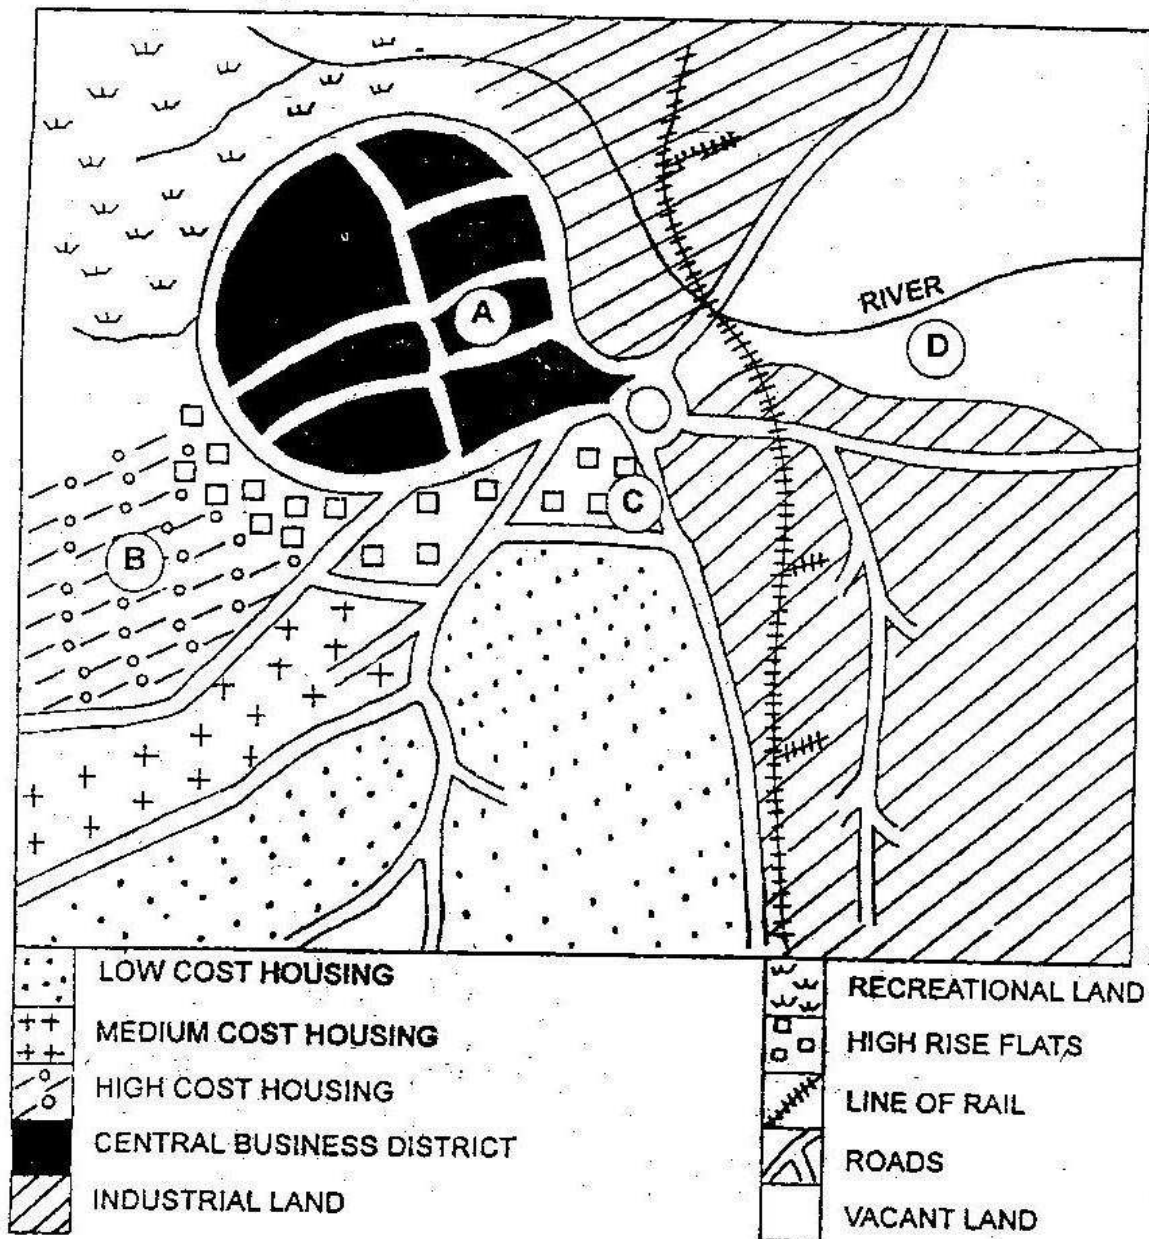 A
RIVER
D
C
B
LOW COST HOUSING
MEDIUM COST HOUSING
HIGH COST HOUSING
CENTRAL BUSINESS DISTRICT
INDUSTRIAL LAND
RECREATIONAL LAND
HIGH RISE FLATS
LINE OF RAIL
ROADS
VACANT LAND